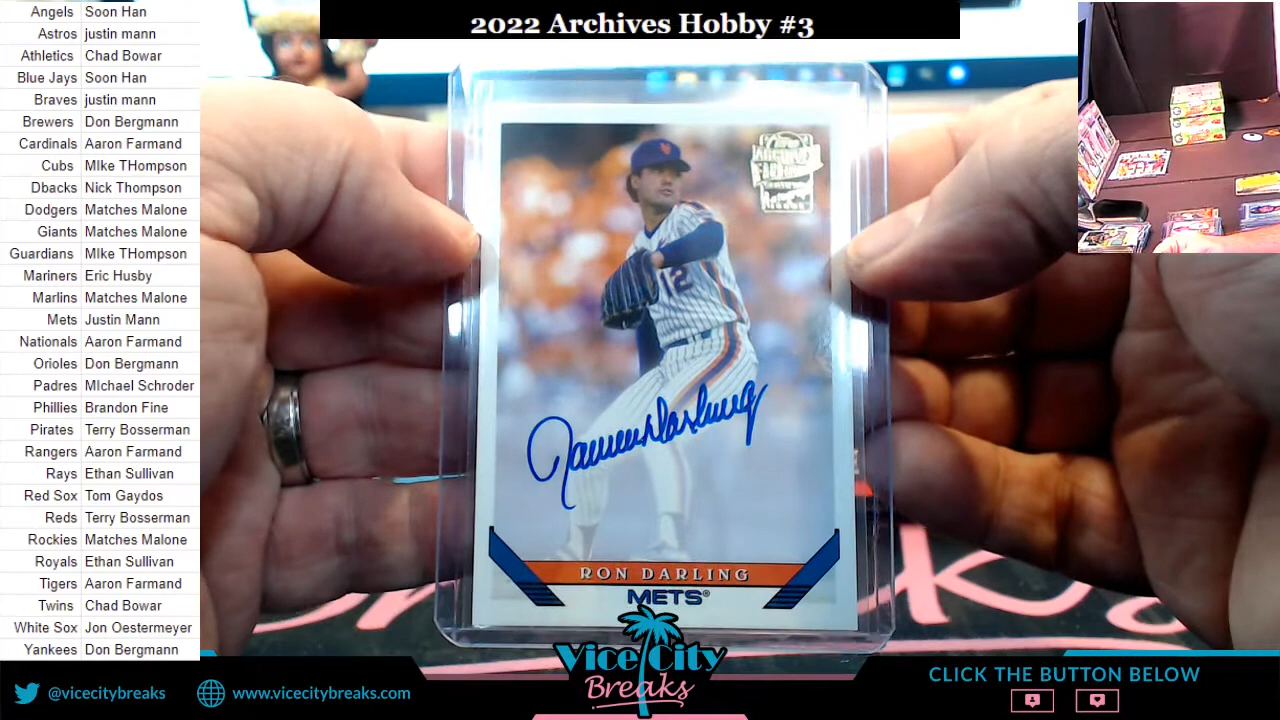 2022 Archives Hobby #3
Angels Soon Han
Astros justin mann
Athletics Chad Bowar
Blue Jays Soon Han
Braves justin mann
Brewers Don Bergmann
Cardinals Aaron Farmand
Cubs MIke THompson
Dbacks Nick Thompson
Dodgers Matches Malone
Giants Matches Malone
Guardians MIke THompson
Mariners Eric Husby
Marlins Matches Malone
Mets Justin Mann
Nationals Aaron Farmand
Orioles Don Bergmann
Padres MIchael Schroder
Phillies Brandon Fine
Pirates Terry Bosserman
Rangers Aaron Farmand
Rays Ethan Sullivan
Red Sox Tom Gaydos
Reds Terry Bosserman
Rockies Matches Malone
Royals Ethan Sullivan
Tigers Aaron Farmand
Twins Chad Bowar
White Sox Jon Oestermeyer
Yankees Don Bergmann
12
RON DARLING
METS®
Vice City
Breaks
@vicecitybreaks
www.vicecitybreaks.com
CLICK THE BUTTON BELOW